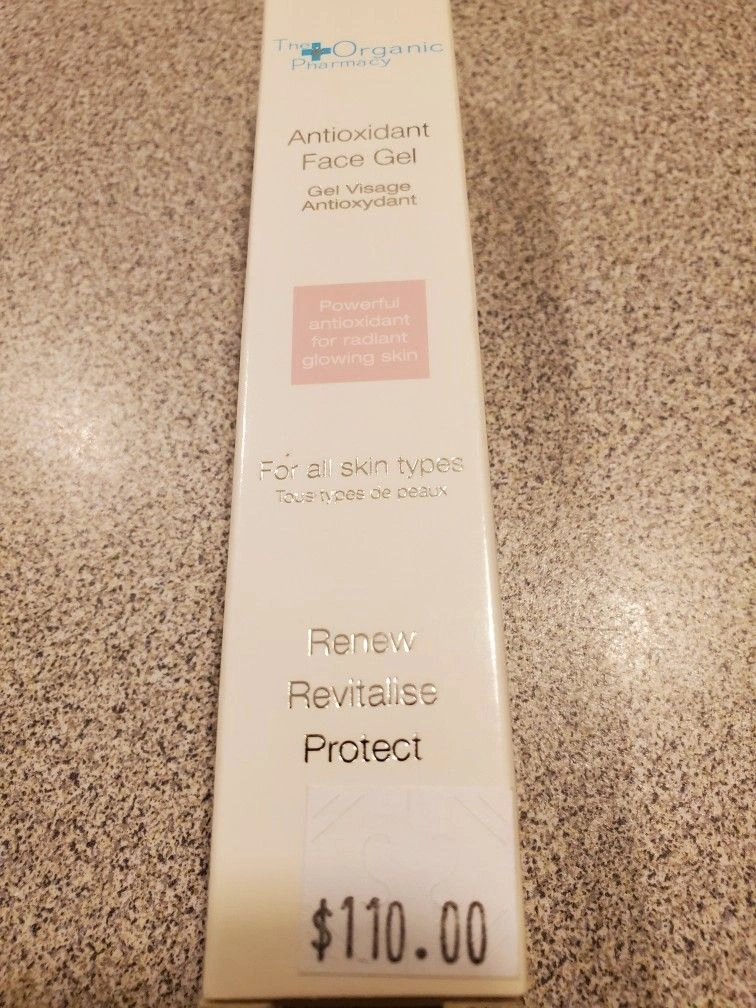 The Organic
Pharmacy
Antioxidant
Face Gel
Gel Visage
Antioxydant
Powerful
antioxidant
for radiant
glowing skin
For all skin types
Tous types de peaux
Renew
Revitalise
Protect
$110.00